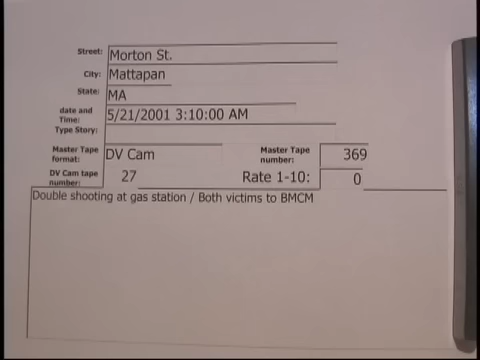 Street: Morton St.
City: Mattapan
State: MA
date and Time: 5/21/2001 3:10:00 AM
Type Story:
Master Tape format: DV Cam Master Tape number: 369
DV Cam tape number: 27 Rate 1-10: 0
Double shooting at gas station / Both victims to BMCM